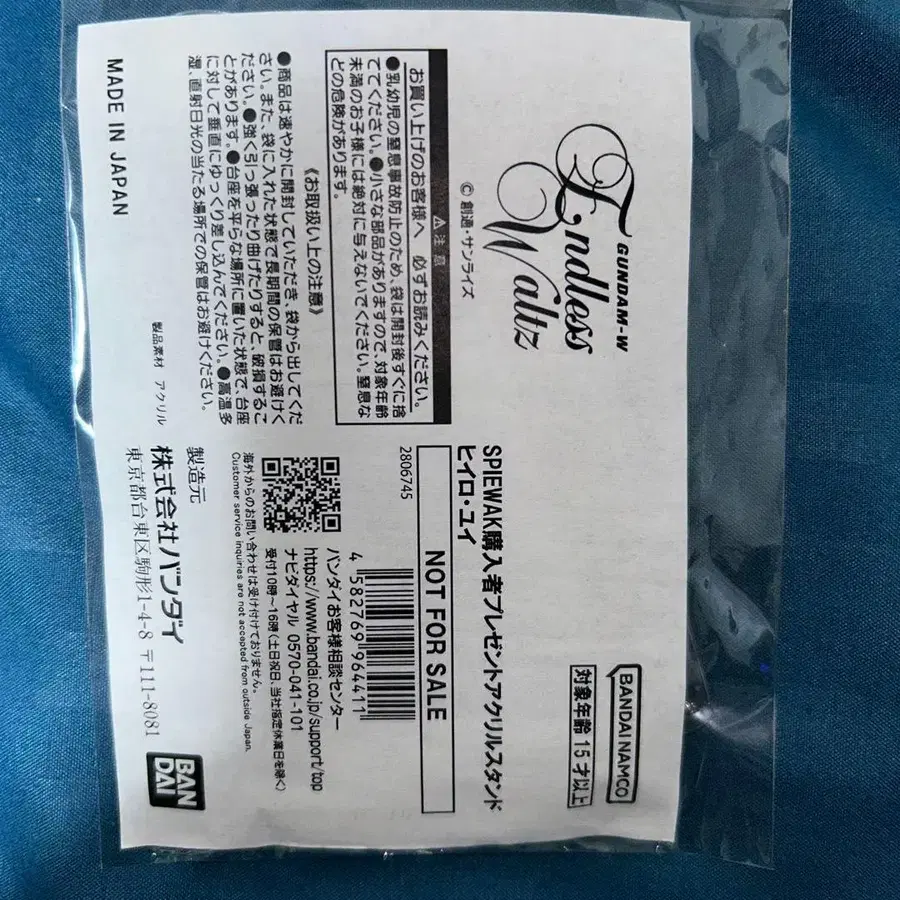 GUNDAM-W
Endless
Waltz
© 創通・サンライズ
⚠注意
お買い上げのお客様へ 必ずお読みください。
●乳幼児の窒息事故防止のため、袋は開封後すぐに捨
ててください。●小さな部品がありますので、対象年齢
未満のお子様には絶対に与えないでください。窒息な
どの危険があります。
《お取扱い上の注意》
●商品は速やかに開封していただき、袋から出してくだ
さい。また、袋に入れた状態で長期間の保管はお避けく
ださい。●強く引っ張ったり曲げたりすると、破損するこ
とがあります。●台座を平らな場所に置いた状態で、台座
に対して垂直にゆっくり差し込んでください。●高温多
湿、直射日光の当たる場所での保管はお避けください。
製品素材 アクリル
MADE IN JAPAN
BANDAI NAMCO
対象年齢 15才以上
SPIEWAK購入者プレゼントアクリルスタンド
ヒイロ・ユイ
NOT FOR SALE
2806745
4 582769 964411
バンダイお客様相談センター
https://www.bandai.co.jp/support/top
ナビダイヤル 0570-041-101
受付10時~16時(土日祝日、当社指定休業日を除く)
海外からのお問い合わせは受け付けておりません。
Customer service inquiries are not accepted from outside Japan.
製造元
株式会社バンダイ
東京都台東区駒形1-4-8 〒111-8081
BAN
DAI